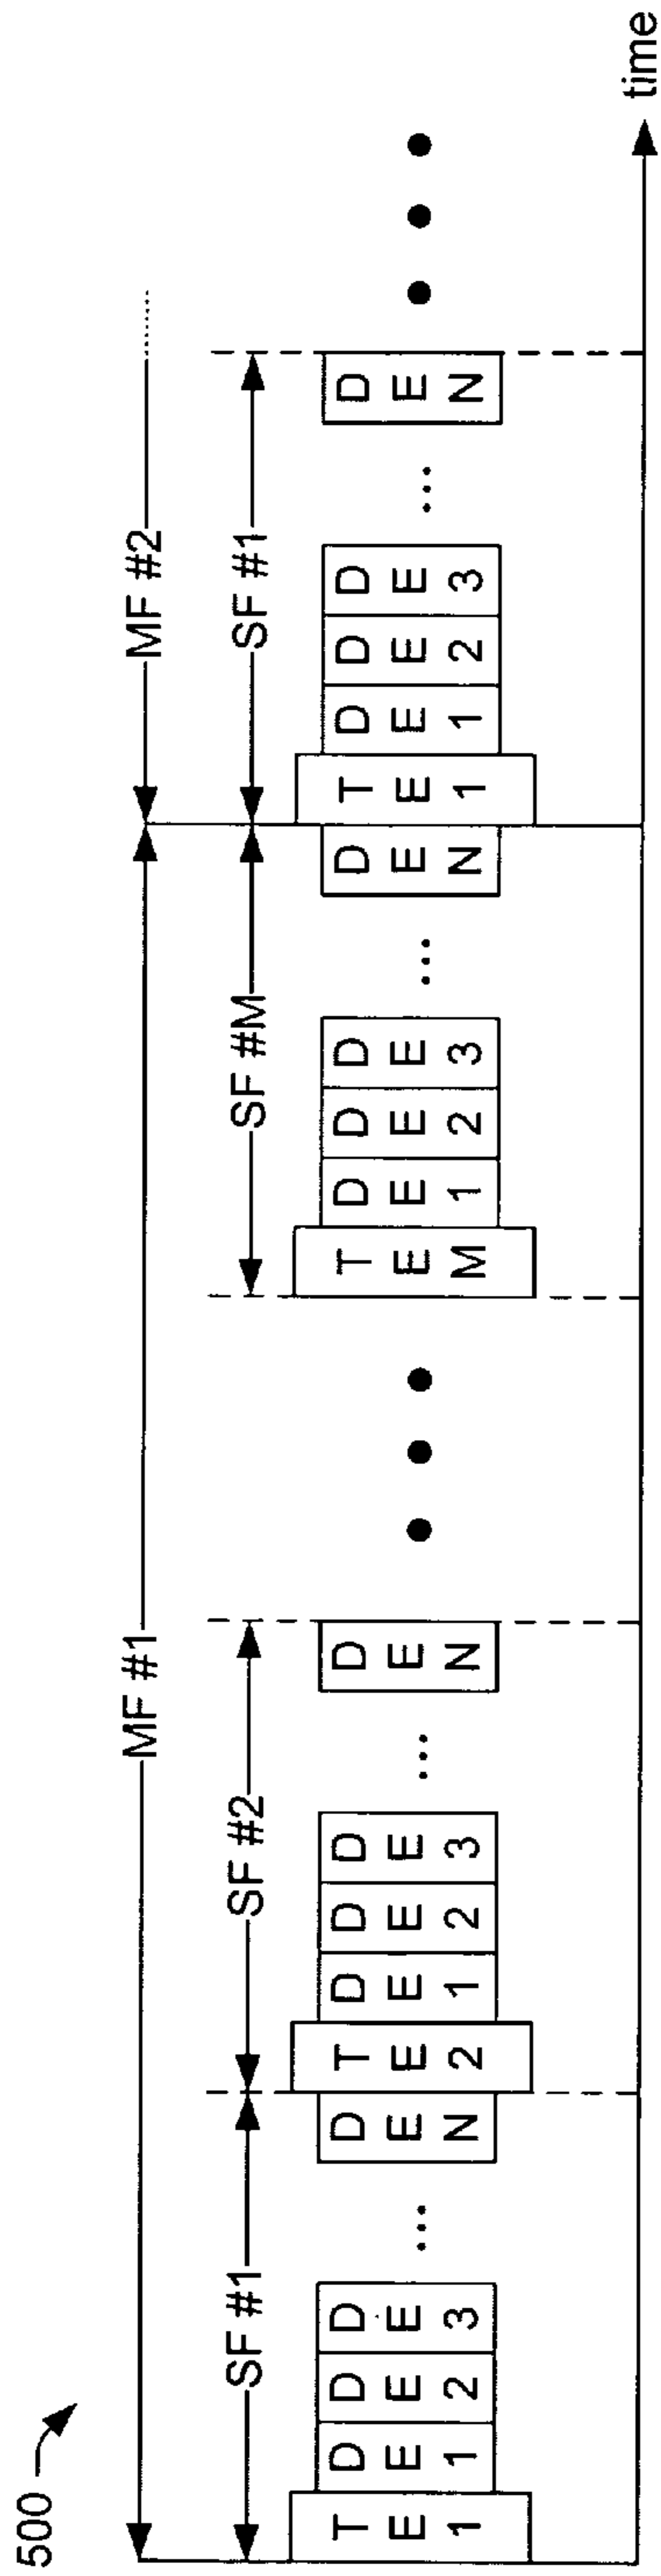 500
MF #1
MF #2
SF #1
SF #2
SF #M
SF #1
TE1
DE1
DE2
DE3
...
DEN
TE2
DE1
DE2
DE3
...
DEN
TEM
DE1
DE2
DE3
...
DEN
TE1
DE1
DE2
DE3
...
DEN
time